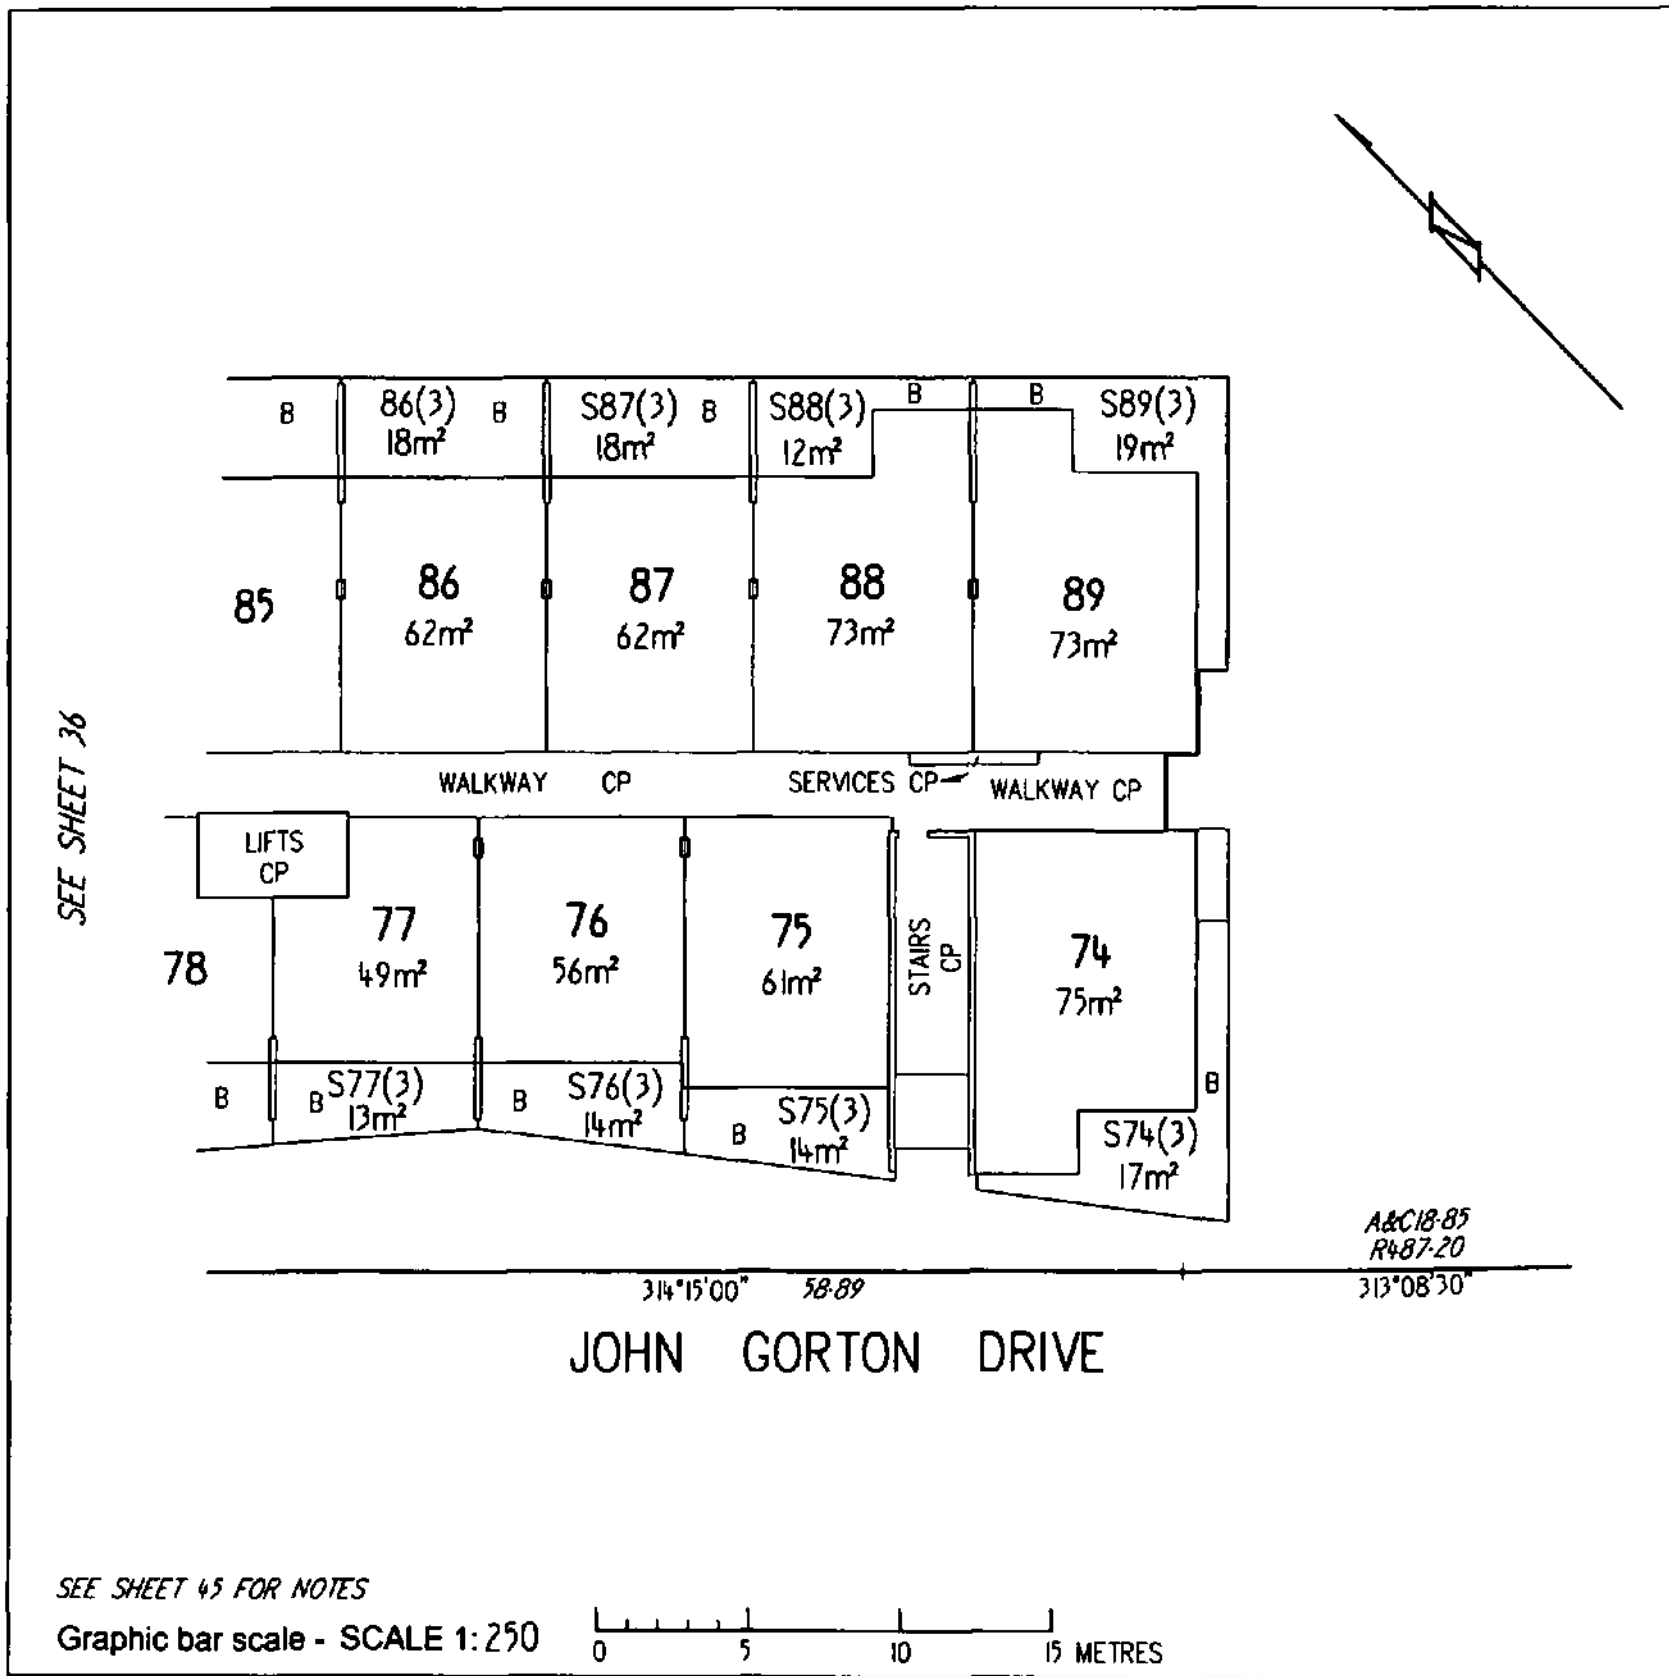 B
86(3)
18m²
B
S87(3)
18m²
B
S88(3)
12m²
B
B
S89(3)
19m²
85
86
62m²
87
62m²
88
73m²
89
73m²
SEE SHEET 36
WALKWAY CP
SERVICES CP
WALKWAY CP
LIFTS
CP
78
77
49m²
76
56m²
75
61m²
STAIRS
CP
74
75m²
B
B
S77(3)
13m²
B
S76(3)
14m²
B
S75(3)
14m²
S74(3)
17m²
B
A&C18·85
R487·20
314°15'00" 58·89
313°08'30"
JOHN GORTON DRIVE
SEE SHEET 45 FOR NOTES
Graphic bar scale - SCALE 1:250
0 5 10 15 METRES